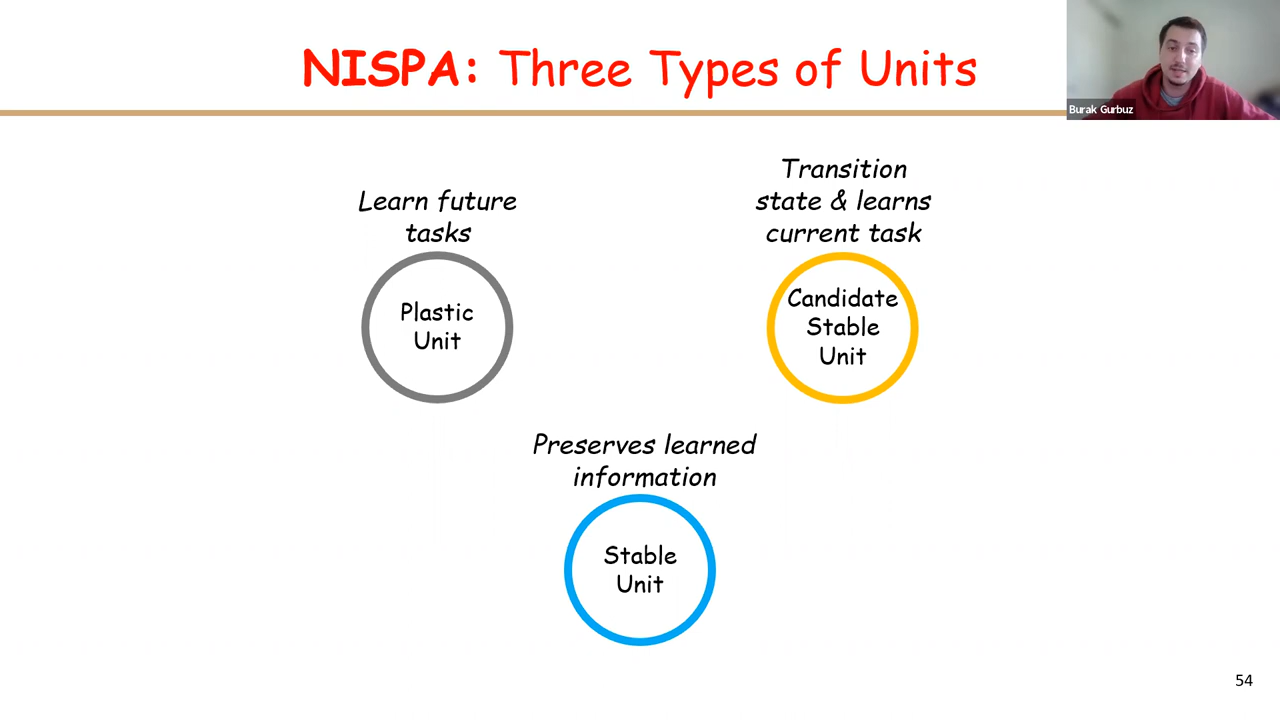 NISPA: Three Types of Units
Burak Gurbuz
Learn future
tasks
Plastic
Unit
Transition
state & learns
current task
Candidate
Stable
Unit
Preserves learned
information
Stable
Unit
54